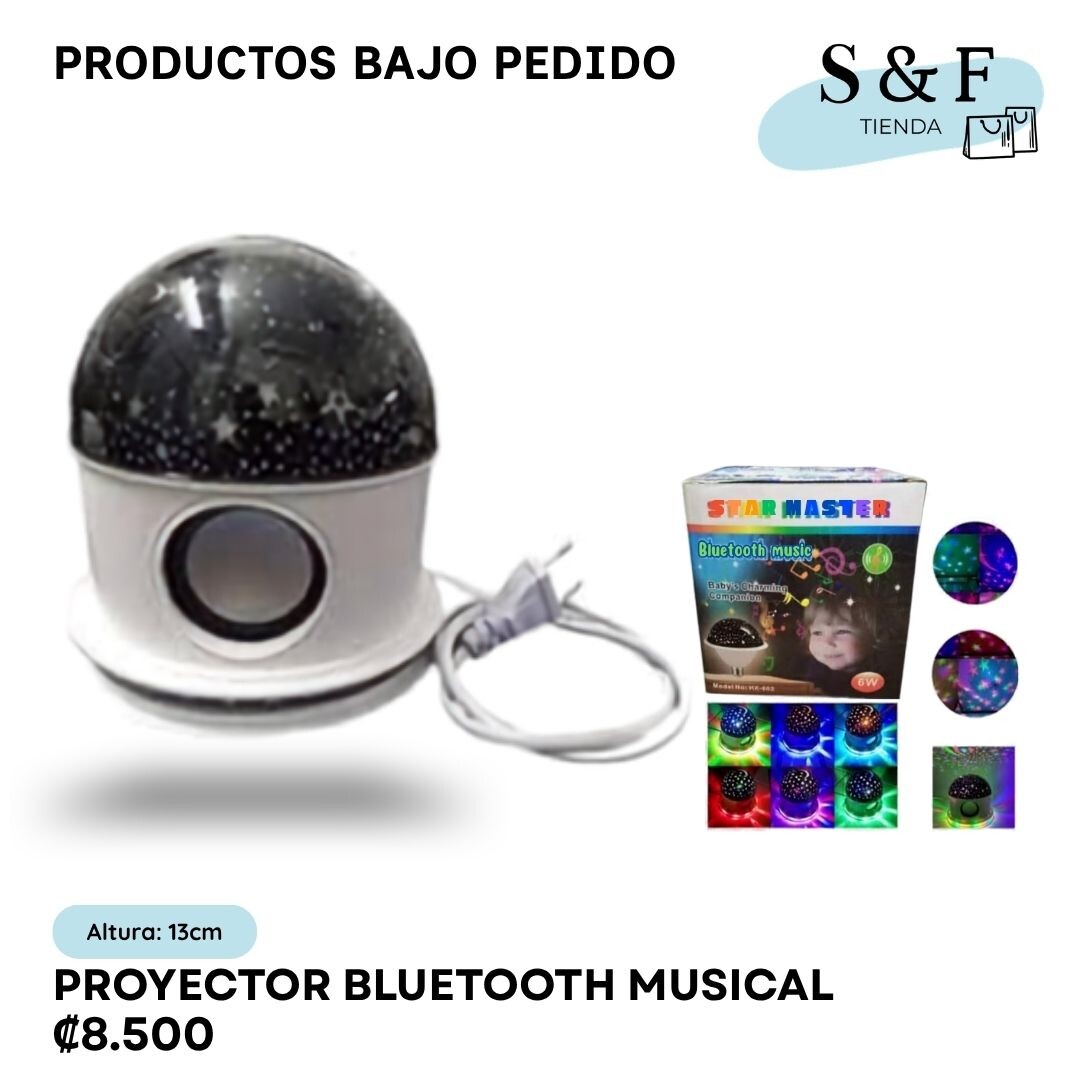 PRODUCTOS BAJO PEDIDO
S & F
TIENDA
STAR MASTER
Bluetooth music
Baby's Charming
Companion
6W
Altura: 13cm
PROYECTOR BLUETOOTH MUSICAL
₡8.500